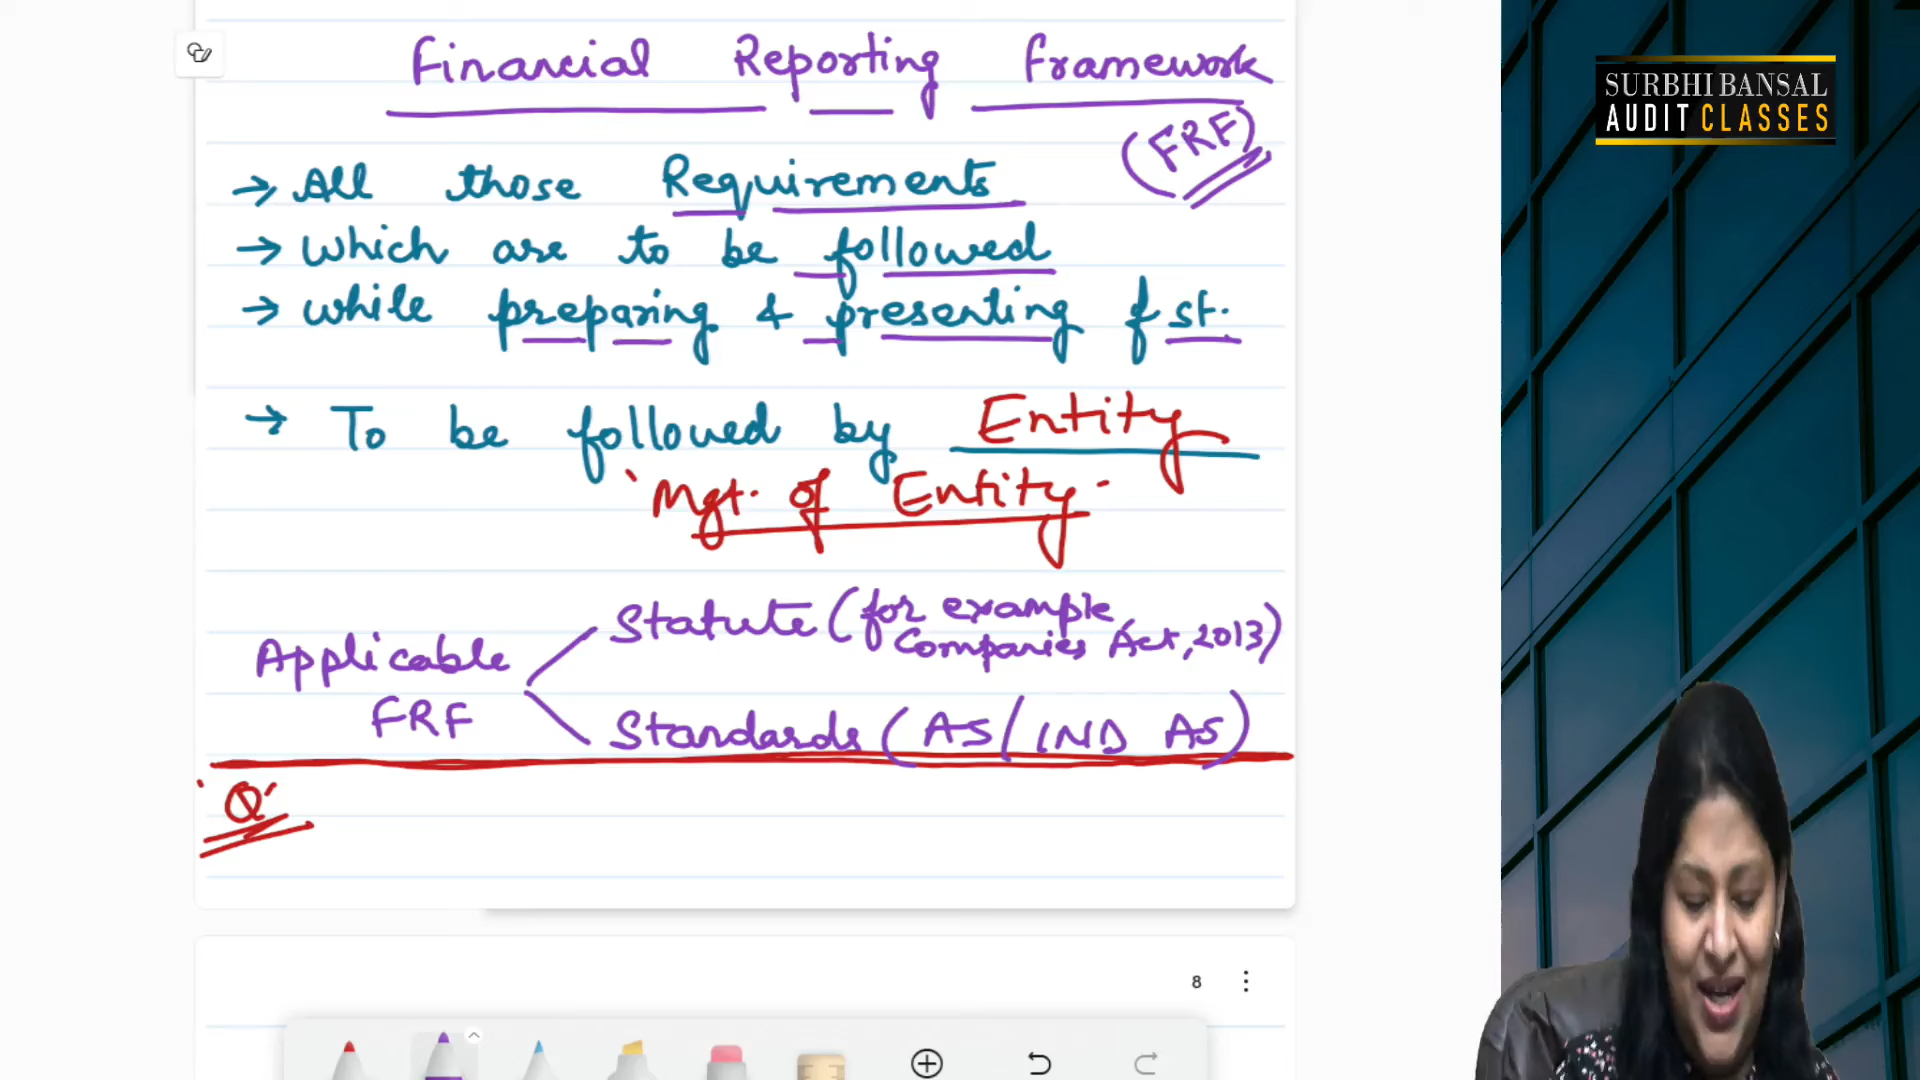 Financial Reporting Framework
(FRF)
→ All those Requirements
→ which are to be followed
→ while preparing & presenting f st.
→ To be followed by Entity
Mgt. of Entity
Applicable FRF
Statute (for example, Companies Act, 2013)
Standards (AS/IND AS)
'Q'
8
SURBHI BANSAL
AUDIT CLASSES